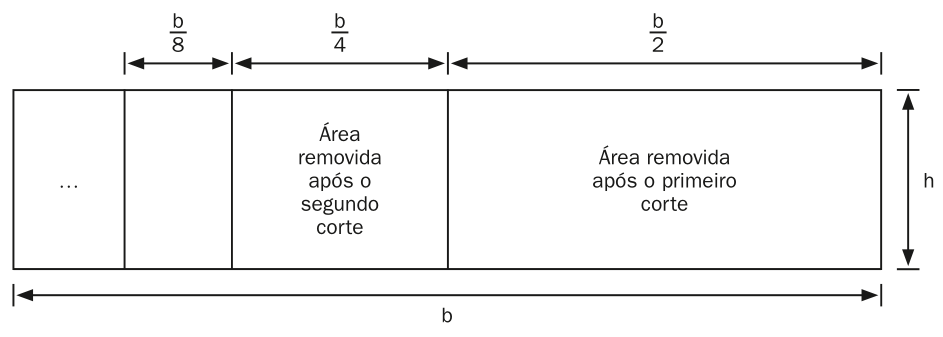 b/8
b/4
b/2
...
Área
removida
após o
segundo
corte
Área removida
após o primeiro
corte
h
b